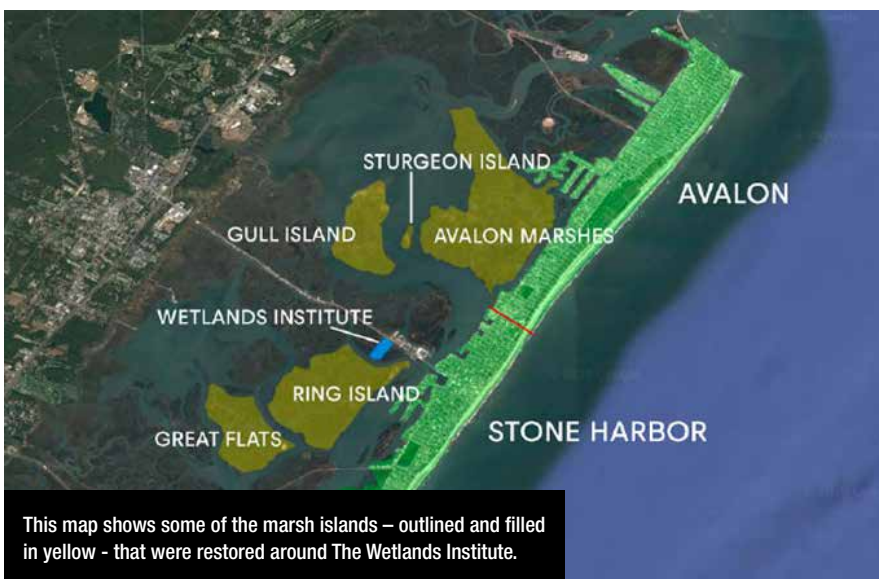 STURGEON ISLAND
AVALON
GULL ISLAND
AVALON MARSHES
WETLANDS INSTITUTE
RING ISLAND
STONE HARBOR
GREAT FLATS
This map shows some of the marsh islands – outlined and filled
in yellow - that were restored around The Wetlands Institute.